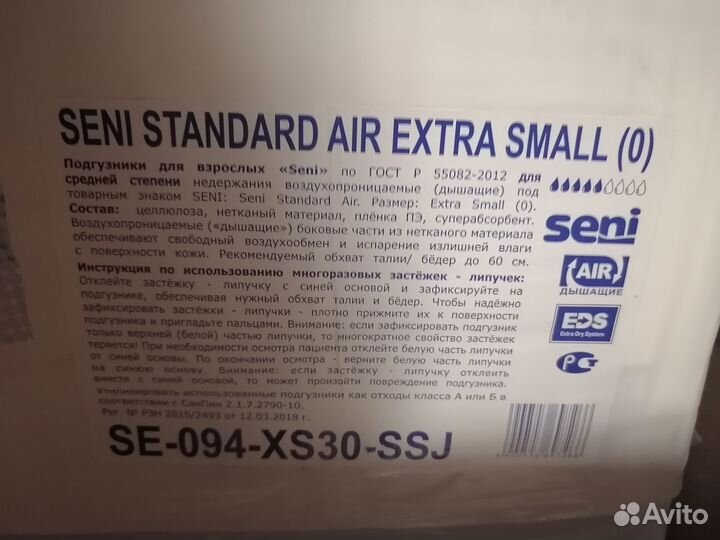 SENI STANDARD AIR EXTRA SMALL (0)
Подгузники для взрослых «Seni» по ГОСТ Р 55082-2012 для
средней степени недержания воздухопроницаемые (дышащие) под
товарным знаком SENI: Seni Standard Air. Размер: Extra Small (0).
Состав: целлюлоза, нетканый материал, плёнка ПЭ, суперабсорбент.
Воздухопроницаемые («дышащие») боковые части из нетканого материала
обеспечивают свободный воздухообмен и испарение излишней влаги
с поверхности кожи. Рекомендуемый обхват талии/ бёдер до 60 см.
seni
AIR
ДЫШАЩИЕ
EDS
Extra Dry System
Инструкция по использованию многоразовых застёжек - липучек:
Отклейте застёжку - липучку с синей основой и зафиксируйте на
подгузнике, обеспечивая нужный обхват талии и бёдер. Чтобы надёжно
зафиксировать застёжки - липучки - плотно прижмите их к поверхности
подгузника и пригладьте пальцами. Внимание: если зафиксировать подгузник
только верхней (белой) частью липучки, то многократное свойство застёжек
теряется! При необходимости осмотра пациента отклейте белую часть липучки
от синей основы. По окончании осмотра - верните белую часть липучки
на синюю основу. Внимание: если застёжку - липучку отклеить
вместе с синей основой, то может произойти повреждение подгузника.
Утилизировать использованные подгузники как отходы класса А или Б в
соответствии с СанПин 2.1.7.2790-10.
Рег. № РЗН 2015/2493 от 12.03.2018 г.
SE-094-XS30-SSJ
Avito